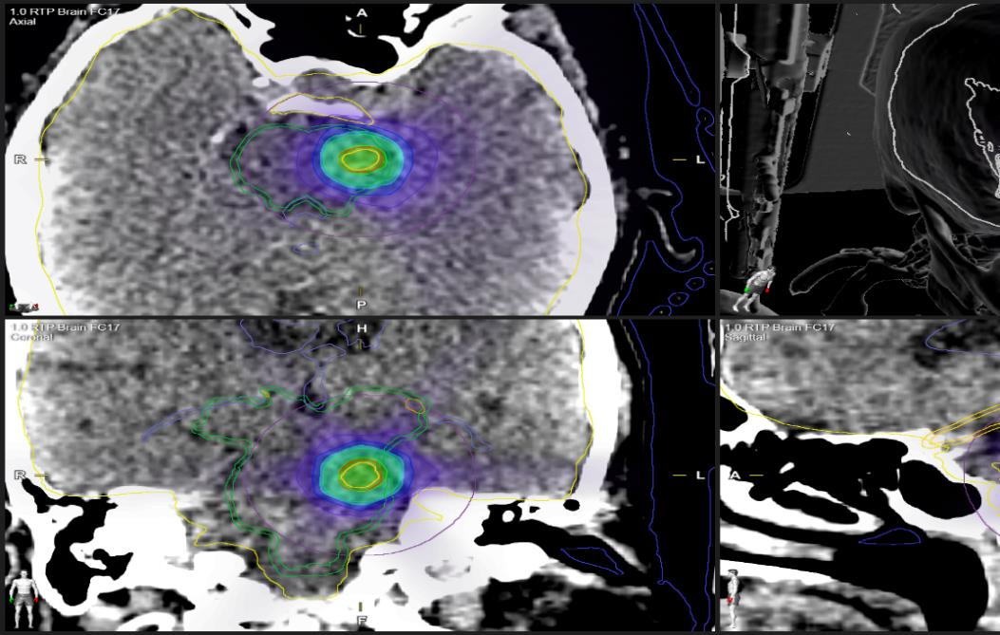 1.0 RTP Brain FC17
Axial
A
R
L
P
1.0 RTP Brain FC17
Coronal
H
R
L
F
1.0 RTP Brain FC17
Sagittal
A